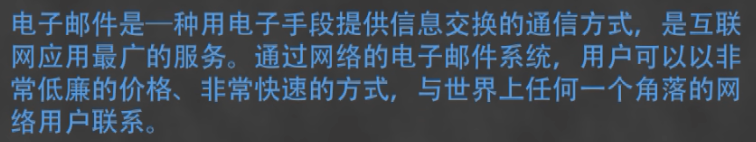 电子邮件是一种用电子手段提供信息交换的通信方式，是互联
网应用最广的服务。通过网络的电子邮件系统，用户可以以非
常低廉的价格、非常快速的方式，与世界上任何一个角落的网
络用户联系。